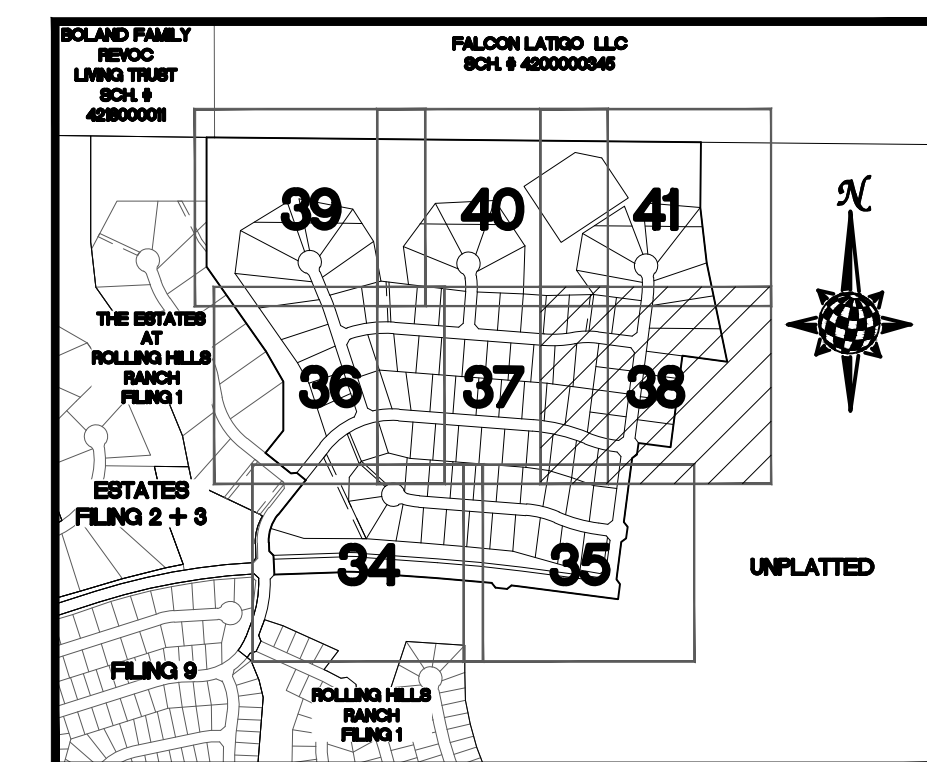 BOLAND FAMILY
REVOC
LIVING TRUST
SCH. #
4218000011
FALCON LATIGO LLC
SCH. # 4200000345
39
40
41
N
THE ESTATES
AT
ROLLING HILLS
RANCH
FILING 1
36
37
38
ESTATES
FILING 2 + 3
34
35
UNPLATTED
FILING 9
ROLLING HILLS
RANCH
FILING 1